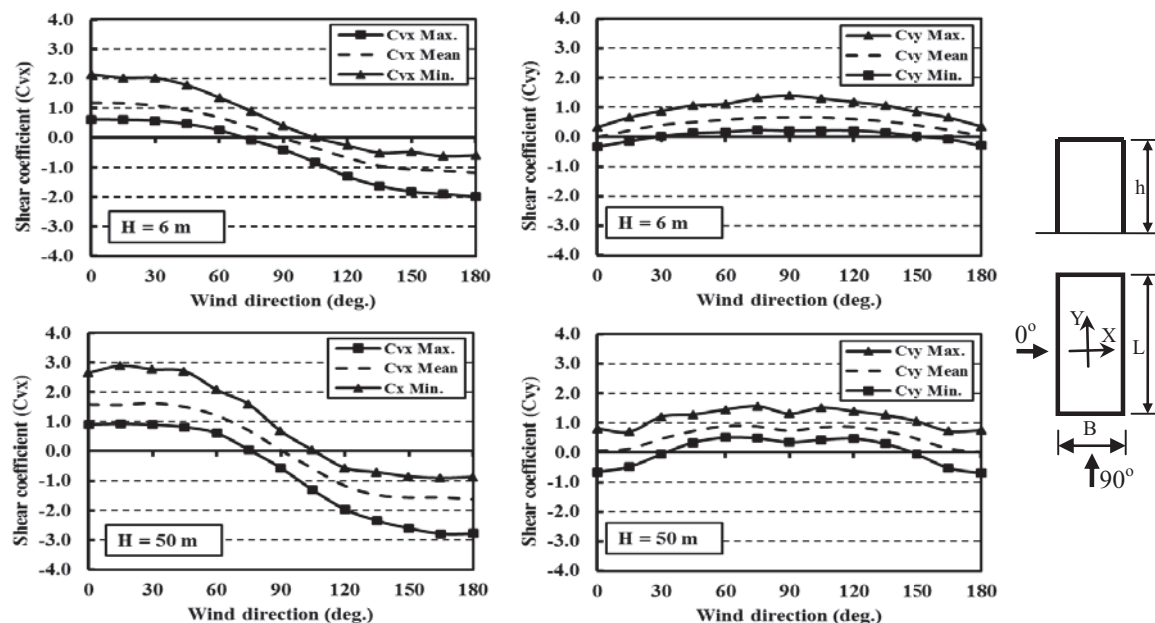 4.0
3.0
2.0
1.0
0.0
-1.0
-2.0
-3.0
-4.0
Shear coefficient (Cvx)
Cvx Max.
Cvx Mean
Cvx Min.
H = 6 m
0 30 60 90 120 150 180
Wind direction (deg.)
4.0
3.0
2.0
1.0
0.0
-1.0
-2.0
-3.0
-4.0
Shear coefficient (Cvy)
Cvy Max.
Cvy Mean
Cvy Min.
H = 6 m
0 30 60 90 120 150 180
Wind direction (deg.)
4.0
3.0
2.0
1.0
0.0
-1.0
-2.0
-3.0
-4.0
Shear coefficient (Cvx)
Cvx Max.
Cvx Mean
Cx Min.
H = 50 m
0 30 60 90 120 150 180
Wind direction (deg.)
4.0
3.0
2.0
1.0
0.0
-1.0
-2.0
-3.0
-4.0
Shear coefficient (Cvy)
Cvy Max.
Cvy Mean
Cvy Min.
H = 50 m
0 30 60 90 120 150 180
Wind direction (deg.)
h
0°
Y
X
L
B
90°